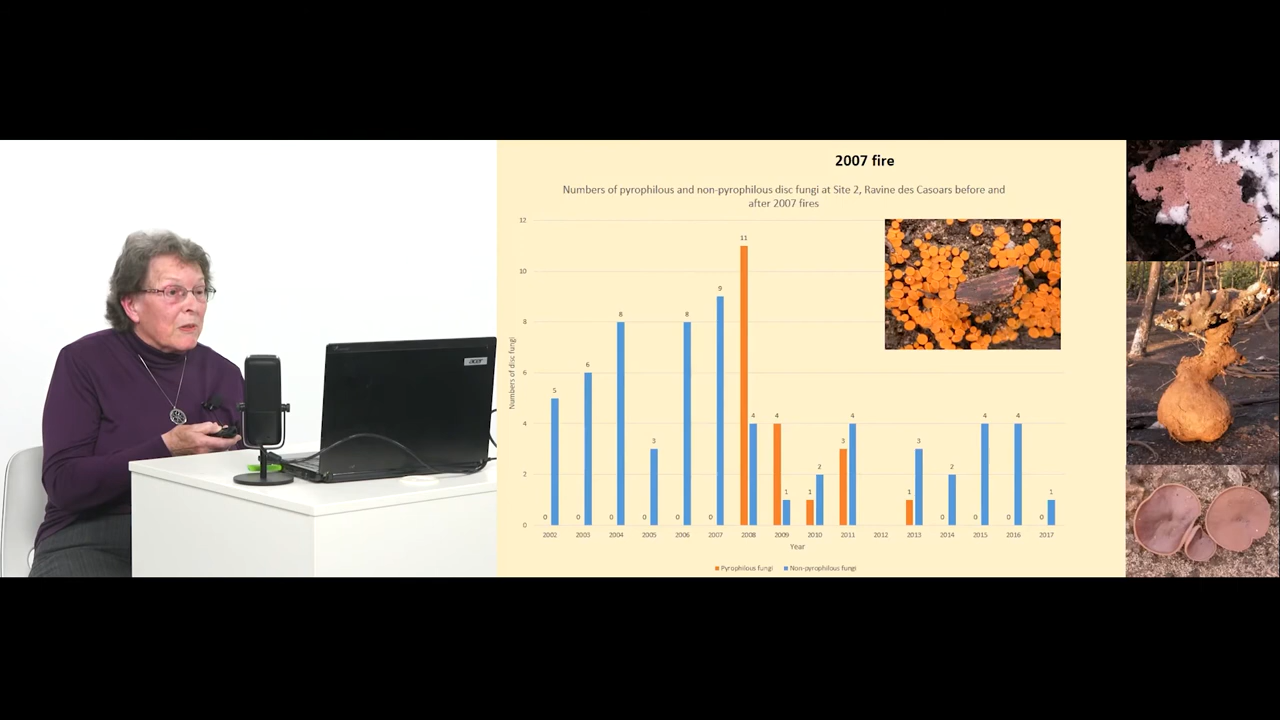 2007 fire
Numbers of pyrophilous and non-pyrophilous disc fungi at Site 2, Ravine des Casoars before and
after 2007 fires
12
10
8
6
4
2
0
Numbers of disc fungi
0 5
0 6
0 8
0 3
0 8
0 9
11 4
4 1
1 2
3 4
1 3
0 2
0 4
0 4
0 1
2002 2003 2004 2005 2006 2007 2008 2009 2010 2011 2012 2013 2014 2015 2016 2017
Year
Pyrophilous fungi Non-pyrophilous fungi
acer